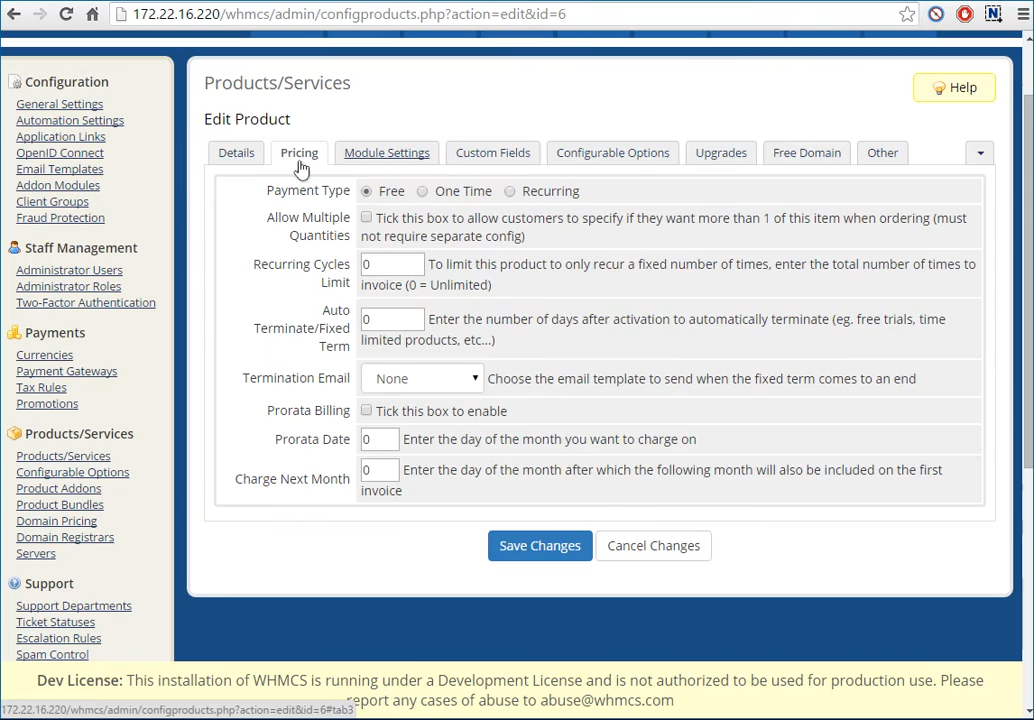 172.22.16.220/whmcs/admin/configproducts.php?action=edit&id=6
Configuration
General Settings
Automation Settings
Application Links
OpenID Connect
Email Templates
Addon Modules
Client Groups
Fraud Protection
Staff Management
Administrator Users
Administrator Roles
Two-Factor Authentication
Payments
Currencies
Payment Gateways
Tax Rules
Promotions
Products/Services
Products/Services
Configurable Options
Product Addons
Product Bundles
Domain Pricing
Domain Registrars
Servers
Support
Support Departments
Ticket Statuses
Escalation Rules
Spam Control
Products/Services
Help
Edit Product
Details Pricing Module Settings Custom Fields Configurable Options Upgrades Free Domain Other
Payment Type Free One Time Recurring
Allow Multiple Quantities Tick this box to allow customers to specify if they want more than 1 of this item when ordering (must
not require separate config)
Recurring Cycles Limit 0 To limit this product to only recur a fixed number of times, enter the total number of times to
invoice (0 = Unlimited)
Auto Terminate/Fixed Term 0 Enter the number of days after activation to automatically terminate (eg. free trials, time
limited products, etc...)
Termination Email None Choose the email template to send when the fixed term comes to an end
Prorata Billing Tick this box to enable
Prorata Date 0 Enter the day of the month you want to charge on
Charge Next Month 0 Enter the day of the month after which the following month will also be included on the first
invoice
Save Changes Cancel Changes
Dev License: This installation of WHMCS is running under a Development License and is not authorized to be used for production use. Please
report any cases of abuse to abuse@whmcs.com
172.22.16.220/whmcs/admin/configproducts.php?action=edit&id=6#tab3